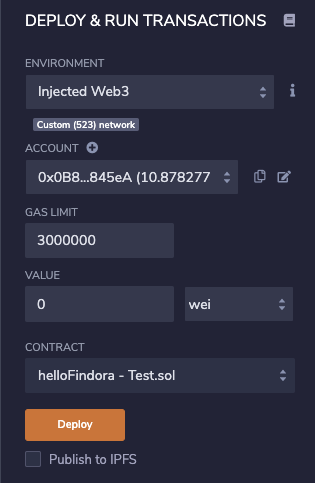 DEPLOY & RUN TRANSACTIONS
ENVIRONMENT
Injected Web3
Custom (523) network
ACCOUNT
0x0B8...845eA (10.878277
GAS LIMIT
3000000
VALUE
0
wei
CONTRACT
helloFindora - Test.sol
Deploy
Publish to IPFS